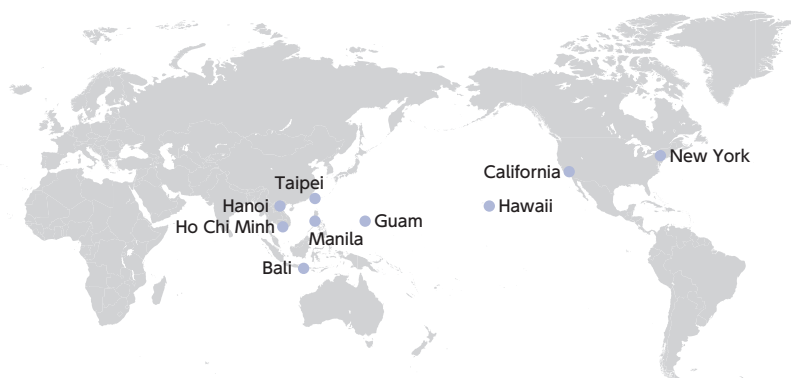 New York
California
Taipei
Hanoi
Hawaii
Guam
Ho Chi Minh
Manila
Bali